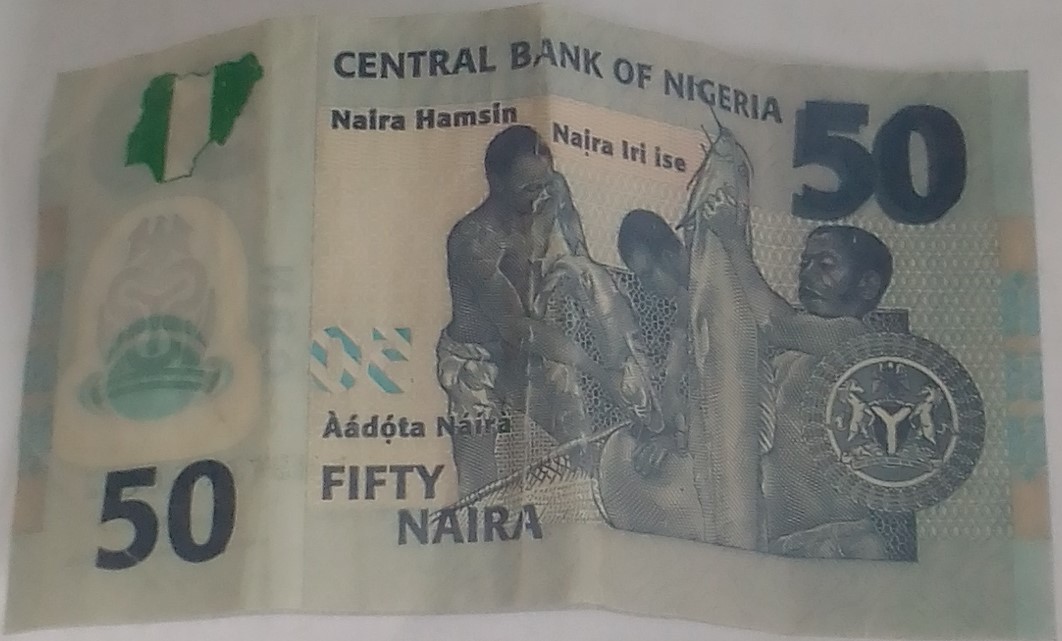 CENTRAL BANK OF NIGERIA
Naira Hamsin
Naịra Iri ise
50
Àádọ́ta Náírà
FIFTY
NAIRA
50